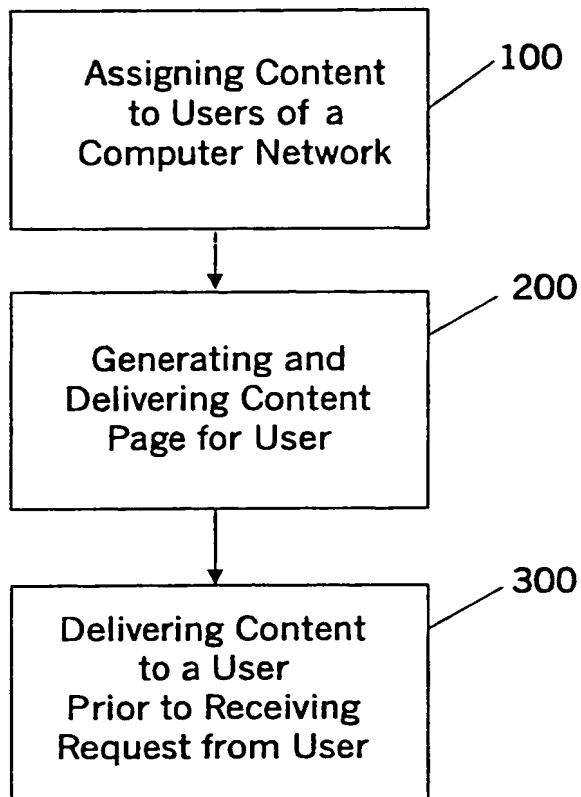 Assigning Content
to Users of a
Computer Network
100
Generating and
Delivering Content
Page for User
200
Delivering Content
to a User
Prior to Receiving
Request from User
300